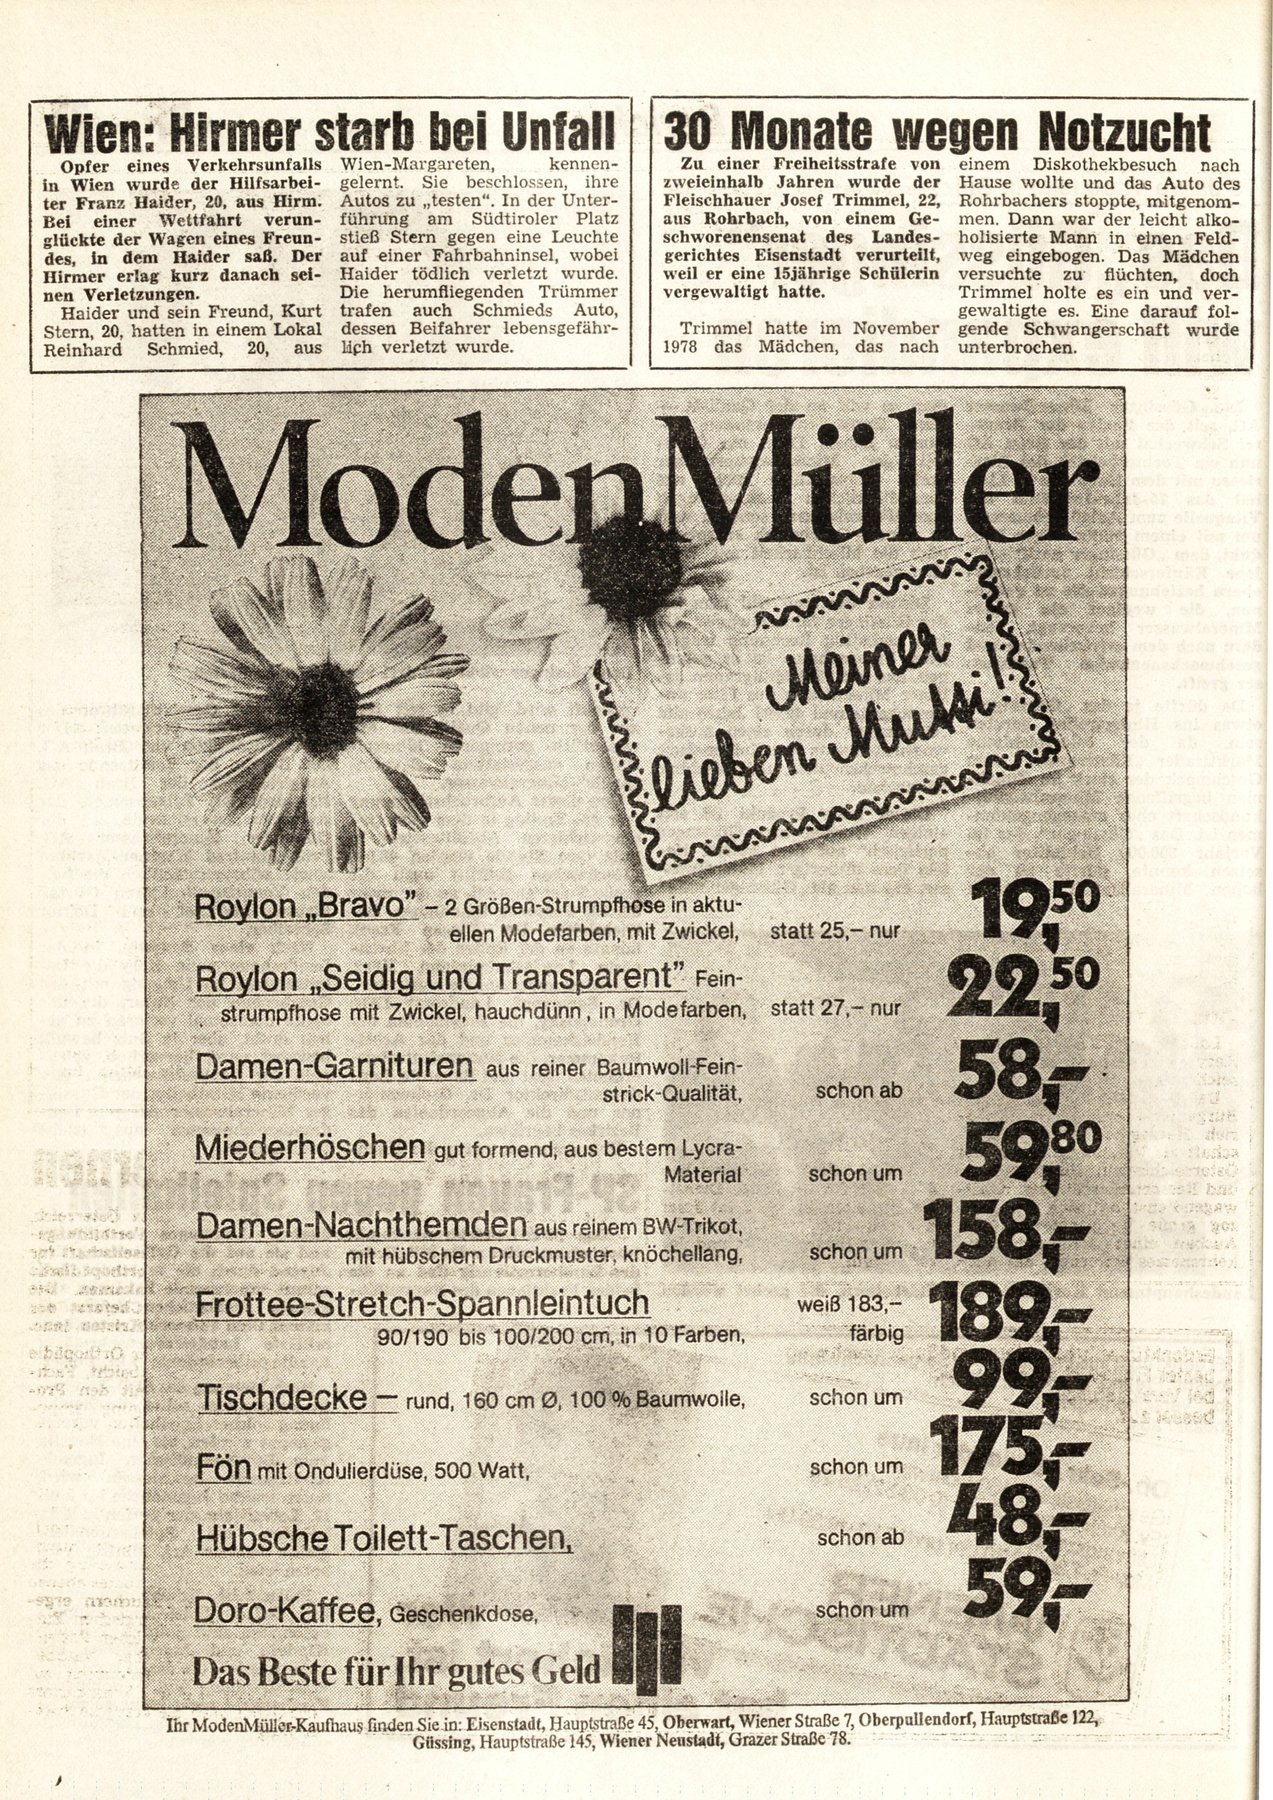 Wien: Hirmer starb bei Unfall
Opfer eines Verkehrsunfalls
in Wien wurde der Hilfsarbei-
ter Franz Haider, 20, aus Hirm.
Bei einer Wettfahrt verun-
glückte der Wagen eines Freun-
des, in dem Haider saß. Der
Hirmer erlag kurz danach sei-
nen Verletzungen.
Haider und sein Freund, Kurt
Stern, 20, hatten in einem Lokal
Reinhard Schmied, 20, aus
Wien-Margareten, kennen-
gelernt. Sie beschlossen, ihre
Autos zu „testen". In der Unter-
führung am Südtiroler Platz
stieß Stern gegen eine Leuchte
auf einer Fahrbahninsel, wobei
Haider tödlich verletzt wurde.
Die herumfliegenden Trümmer
trafen auch Schmieds Auto,
dessen Beifahrer lebensgefähr-
lich verletzt wurde.
30 Monate wegen Notzucht
Zu einer Freiheitsstrafe von
zweieinhalb Jahren wurde der
Fleischhauer Josef Trimmel, 22,
aus Rohrbach, von einem Ge-
schworenensenat des Landes-
gerichtes Eisenstadt verurteilt,
weil er eine 15jährige Schülerin
vergewaltigt hatte.
Trimmel hatte im November
1978 das Mädchen, das nach
einem Diskothekbesuch nach
Hause wollte und das Auto des
Rohrbachers stoppte, mitgenom-
men. Dann war der leicht alko-
holisierte Mann in einen Feld-
weg eingebogen. Das Mädchen
versuchte zu flüchten, doch
Trimmel holte es ein und ver-
gewaltigte es. Eine darauf fol-
gende Schwangerschaft wurde
unterbrochen.
ModenMüller
Meiner
lieben Mutti!
Roylon „Bravo" – 2 Größen-Strumpfhose in aktu-
ellen Modefarben, mit Zwickel, statt 25,– nur 19,50
Roylon „Seidig und Transparent" Fein-
strumpfhose mit Zwickel, hauchdünn, in Modefarben, statt 27,– nur 22,50
Damen-Garnituren aus reiner Baumwoll-Fein-
strick-Qualität, schon ab 58,–
Miederhöschen gut formend, aus bestem Lycra-
Material schon um 59,80
Damen-Nachthemden aus reinem BW-Trikot,
mit hübschem Druckmuster, knöchellang, schon um 158,–
Frottee-Stretch-Spannleintuch weiß 183,–
90/190 bis 100/200 cm, in 10 Farben, färbig 189,–
Tischdecke – rund, 160 cm Ø, 100 % Baumwolle, schon um 99,–
Fön mit Ondulierdüse, 500 Watt, schon um 175,–
Hübsche Toilett-Taschen, schon ab 48,–
Doro-Kaffee, Geschenkdose, schon um 59,–
Das Beste für Ihr gutes Geld
Ihr ModenMüller-Kaufhaus finden Sie in: Eisenstadt, Hauptstraße 45, Oberwart, Wiener Straße 7, Oberpullendorf, Hauptstraße 122,
Güssing, Hauptstraße 145, Wiener Neustadt, Grazer Straße 78.